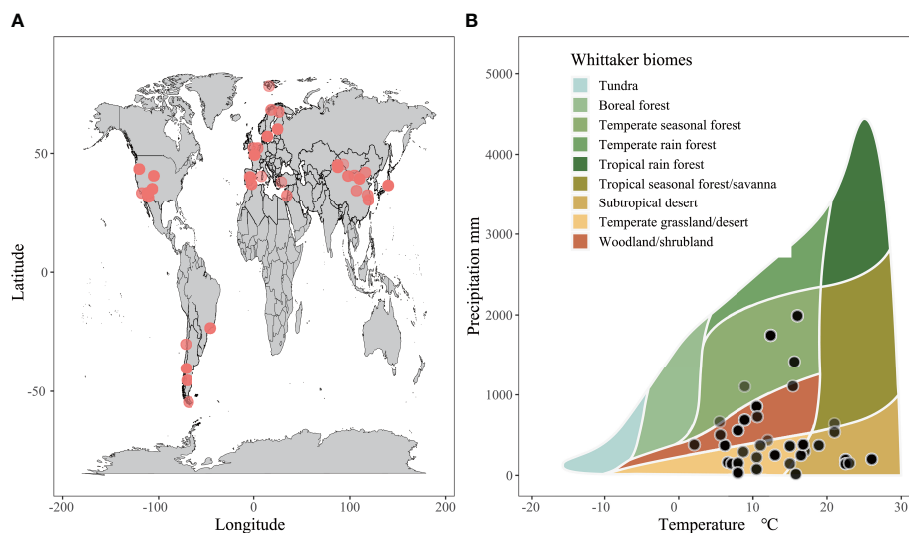 A
Latitude
50
0
-50
-200
-100
0
100
200
Longitude
B
Precipitation mm
5000
4000
3000
2000
1000
0
Whittaker biomes
Tundra
Boreal forest
Temperate seasonal forest
Temperate rain forest
Tropical rain forest
Tropical seasonal forest/savanna
Subtropical desert
Temperate grassland/desert
Woodland/shrubland
-20
-10
0
10
20
30
Temperature °C